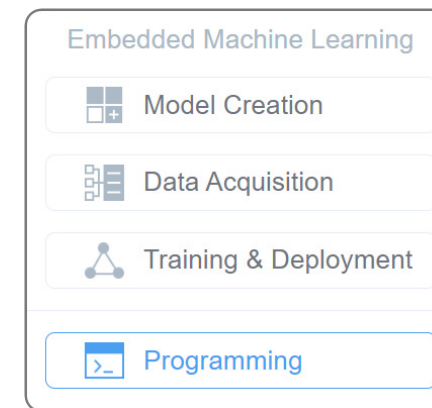 Embedded Machine Learning
Model Creation
Data Acquisition
Training & Deployment
Programming